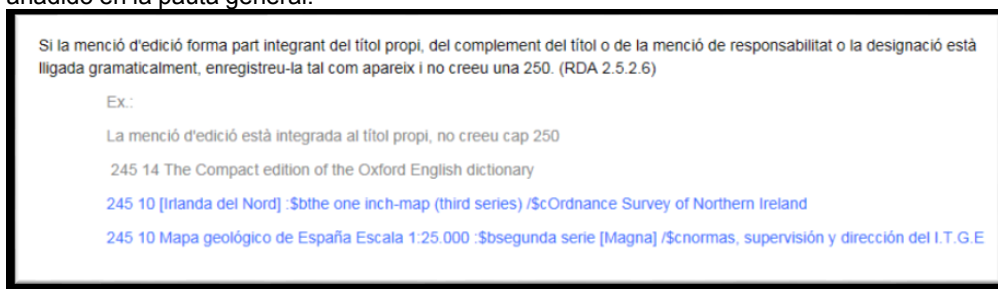 añadido en la pauta general.
Si la menció d'edició forma part integrant del títol propi, del complement del títol o de la menció de responsabilitat o la designació està
lligada gramaticalment, enregistreu-la tal com apareix i no creeu una 250. (RDA 2.5.2.6)
Ex.:
La menció d'edició està integrada al títol propi, no creeu cap 250
245 14 The Compact edition of the Oxford English dictionary
245 10 [Irlanda del Nord] :$bthe one inch-map (third series) /$cOrdnance Survey of Northern Ireland
245 10 Mapa geológico de España Escala 1:25.000 :$bsegunda serie [Magna] /$cnormas, supervisión y dirección del I.T.G.E